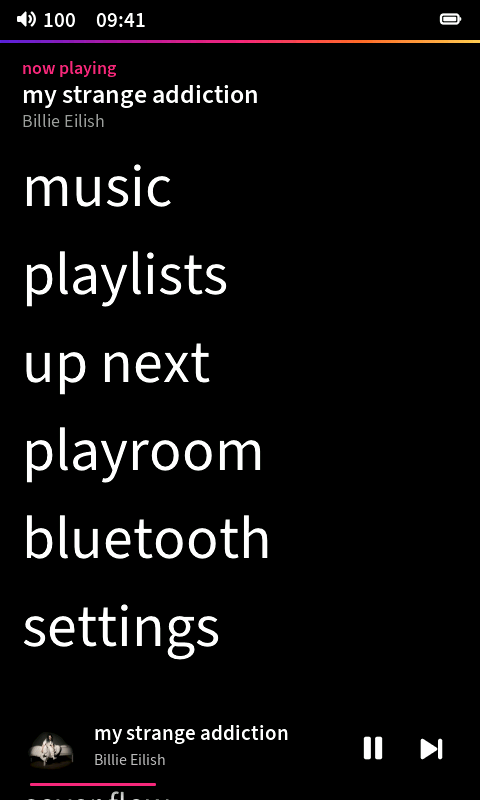 100 09:41
now playing
my strange addiction
Billie Eilish
music
playlists
up next
playroom
bluetooth
settings
my strange addiction
Billie Eilish